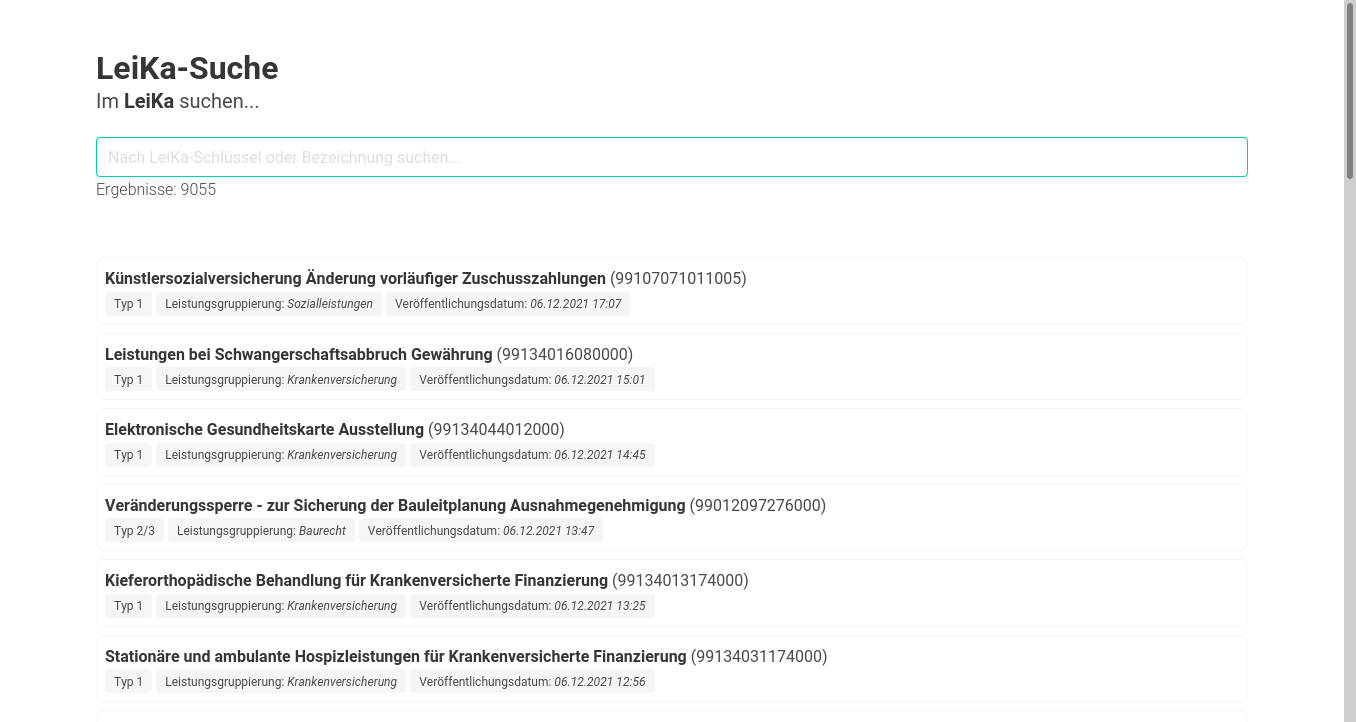 LeiKa-Suche
Im LeiKa suchen...
Nach LeiKa-Schlüssel oder Bezeichnung suchen...
Ergebnisse: 9055
Künstlersozialversicherung Änderung vorläufiger Zuschusszahlungen (99107071011005)
Typ 1 Leistungsgruppierung: Sozialleistungen Veröffentlichungsdatum: 06.12.2021 17:07
Leistungen bei Schwangerschaftsabbruch Gewährung (99134016080000)
Typ 1 Leistungsgruppierung: Krankenversicherung Veröffentlichungsdatum: 06.12.2021 15:01
Elektronische Gesundheitskarte Ausstellung (99134044012000)
Typ 1 Leistungsgruppierung: Krankenversicherung Veröffentlichungsdatum: 06.12.2021 14:45
Veränderungssperre - zur Sicherung der Bauleitplanung Ausnahmegenehmigung (99012097276000)
Typ 2/3 Leistungsgruppierung: Baurecht Veröffentlichungsdatum: 06.12.2021 13:47
Kieferorthopädische Behandlung für Krankenversicherte Finanzierung (99134013174000)
Typ 1 Leistungsgruppierung: Krankenversicherung Veröffentlichungsdatum: 06.12.2021 13:25
Stationäre und ambulante Hospizleistungen für Krankenversicherte Finanzierung (99134031174000)
Typ 1 Leistungsgruppierung: Krankenversicherung Veröffentlichungsdatum: 06.12.2021 12:56